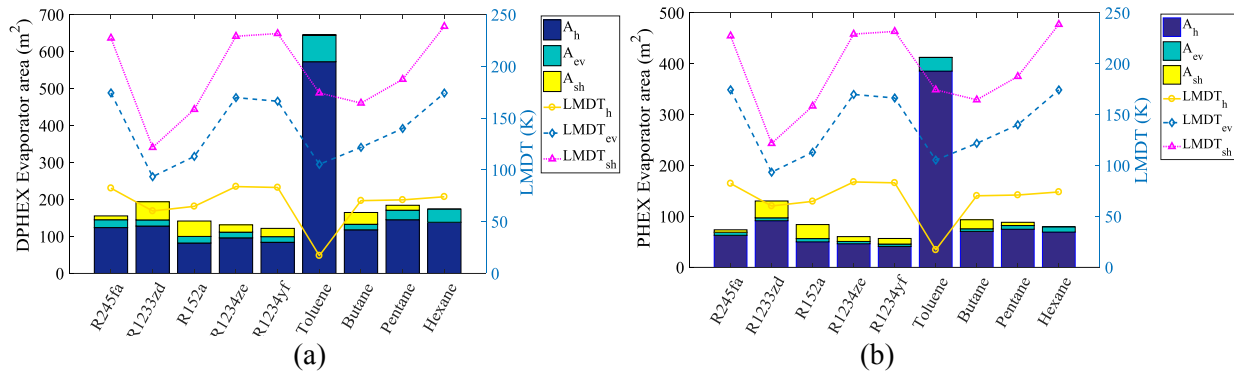 DPHEX Evaporator area (m2)
700
600
500
400
300
200
100
0
250
200
150
100
50
0
LMDT (K)
R245fa
R1233zd
R152a
R1234ze
R1234yf
Toluene
Butane
Pentane
Hexane
Ah
Aev
Ash
LMDTh
LMDTev
LMDTsh
(a)
PHEX Evaporator area (m2)
500
400
300
200
100
0
250
200
150
100
50
0
LMDT (K)
R245fa
R1233zd
R152a
R1234ze
R1234yf
Toluene
Butane
Pentane
Hexane
Ah
Aev
Ash
LMDTh
LMDTev
LMDTsh
(b)